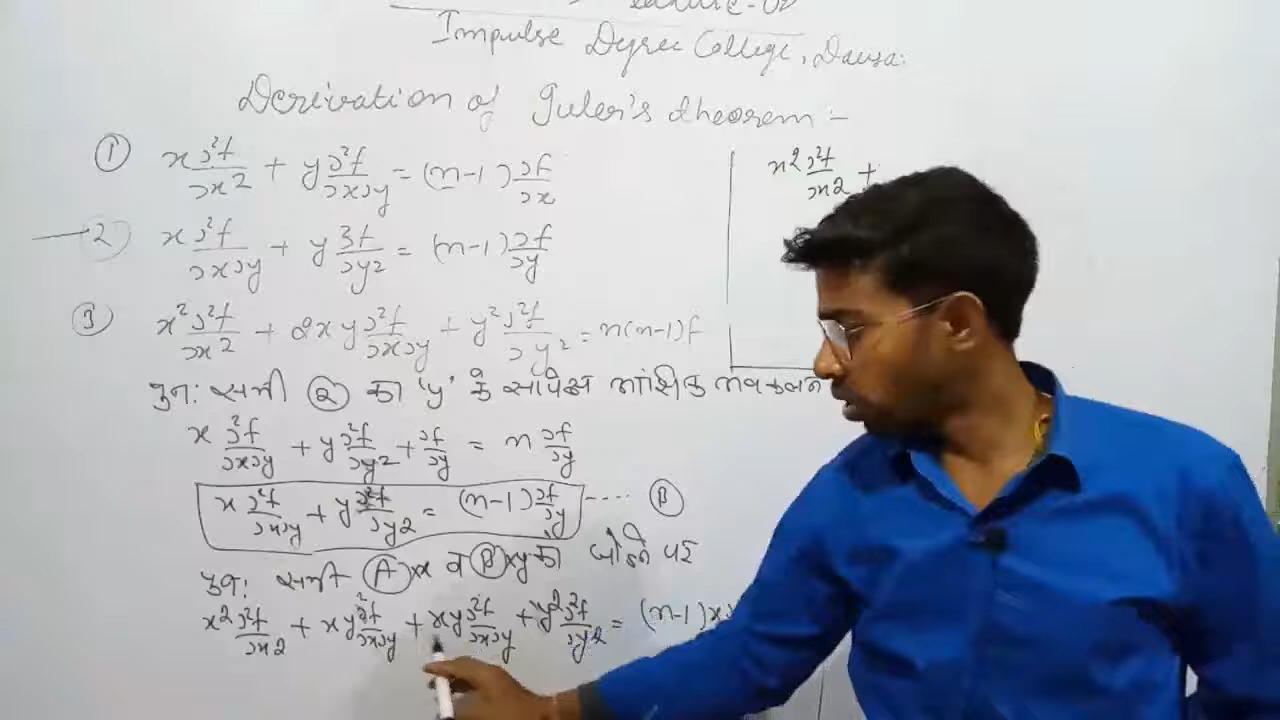 Impulse Degree College, Dausa.
Derivation of Euler's theorem :-
① x ∂²f/∂x² + y ∂²f/∂x∂y = (n-1) ∂f/∂x
② x ∂²f/∂x∂y + y ∂²f/∂y² = (n-1) ∂f/∂y
③ x² ∂²f/∂x² + 2xy ∂²f/∂x∂y + y² ∂²f/∂y² = n(n-1)f
पुनः समी ② का 'y' के सापेक्ष आंशिक अवकलन
x ∂²f/∂x∂y + y ∂²f/∂y² + ∂f/∂y = n ∂f/∂y
x ∂²f/∂x∂y + y ∂²f/∂y² = (n-1) ∂f/∂y ---- Ⓑ
पुनः समी Ⓐ×x व Ⓑ×y को जोड़ने पर
x² ∂²f/∂x² + xy ∂²f/∂x∂y + xy ∂²f/∂x∂y + y² ∂²f/∂y² = (n-1)x
x² ∂²f/∂x² +